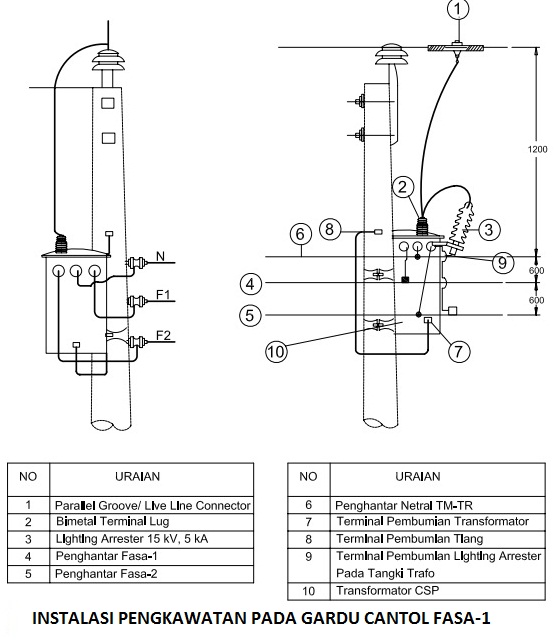 1
1200
2
8
3
6
N
9
600
4
F1
600
5
F2
10
7
NO URAIAN
1 Parallel Groove/ Live Line Connector
2 Bimetal Terminal Lug
3 Lighting Arrester 15 kV, 5 kA
4 Penghantar Fasa-1
5 Penghantar Fasa-2
NO URAIAN
6 Penghantar Netral TM-TR
7 Terminal Pembumian Transformator
8 Terminal Pembumian Tiang
9 Terminal Pembumian Lighting Arrester
Pada Tangki Trafo
10 Transformator CSP
INSTALASI PENGKAWATAN PADA GARDU CANTOL FASA-1